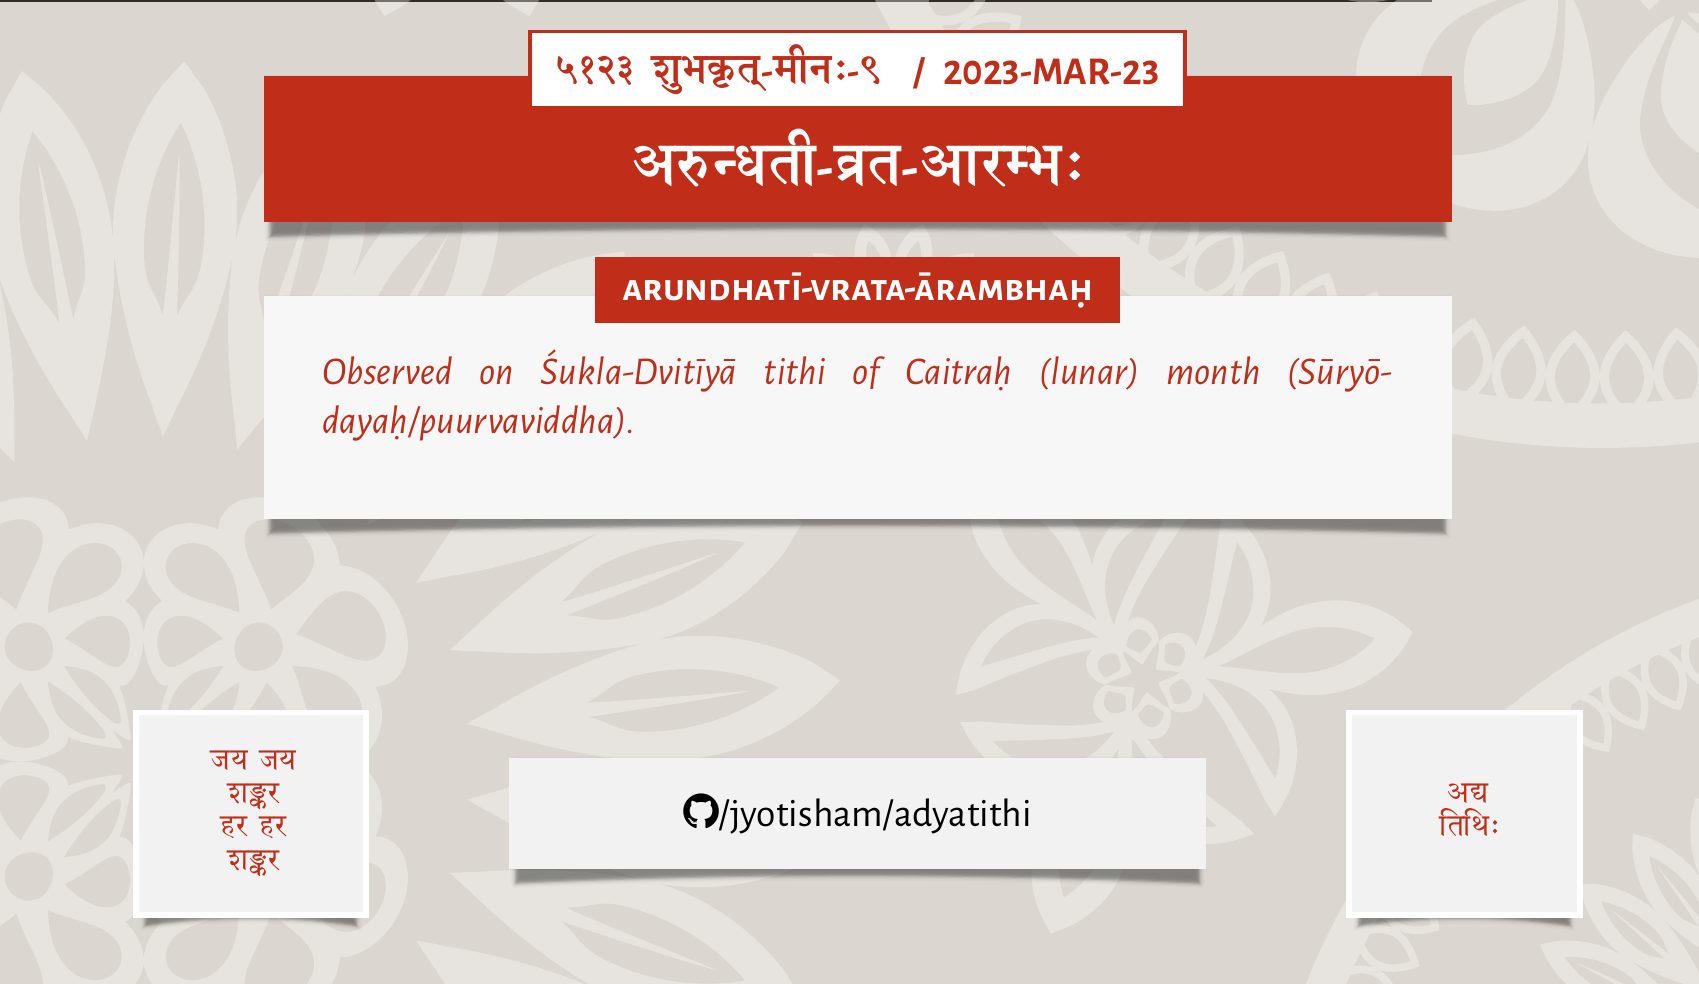 ५१२३ शुभकृत्-मीनः-९ / 2023-MAR-23
अरुन्धती-व्रत-आरम्भः
ARUNDHATĪ-VRATA-ĀRAMBHAḤ
Observed on Śukla-Dvitīyā tithi of Caitraḥ (lunar) month (Sūryō-
dayaḥ/puurvaviddha).
जय जय
शङ्कर
हर हर
शङ्कर
/jyotisham/adyatithi
अद्य
तिथिः